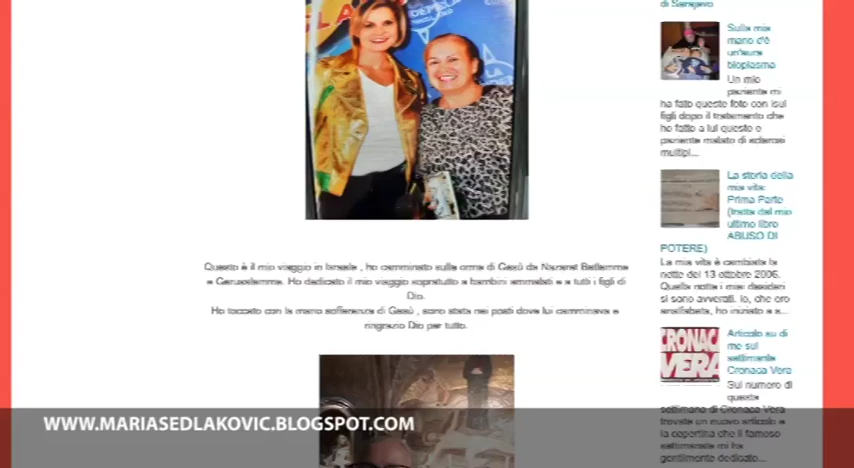 Questo è il mio viaggio in Israele , ho camminato sulle orme di Gesù da Nazaret Betlemme
e Gerusalemme. Ho dedicato il mio viaggio sopratutto a bambini ammalati e a tutti i figli di
Dio.
Ho toccato con la mano sofferenza di Gesù , sono stata nei posti dove lui camminava e
ringrazio Dio per tutto.
di Sarajevo
Sulla mia
mano c'è
un'aura
bioplasma
Un mio
paziente mi
ha fatto queste foto con i suoi
figli dopo il trattamento che
ho fatto a lui questo e
paziente malato di sclerosi
multipl...
La storia della
mia vita:
Prima Parte
(tratta dal mio
ultimo libro
ABUSO DI
POTERE)
La mia vita è cambiata la
notte del 13 ottobre 2006.
Quella notte i miei desideri
si sono avverati. Io, che ero
analfabeta, ho iniziato a s...
CRONACA
VERA
Articolo su di
me sul
settimanale
Cronaca Vera
Sul numero di
questa
settimana di Cronaca Vera
trovate un nuovo articolo e
la copertina che il famoso
settimanale mi ha
gentilmente dedicato...
WWW.MARIASEDLAKOVIC.BLOGSPOT.COM